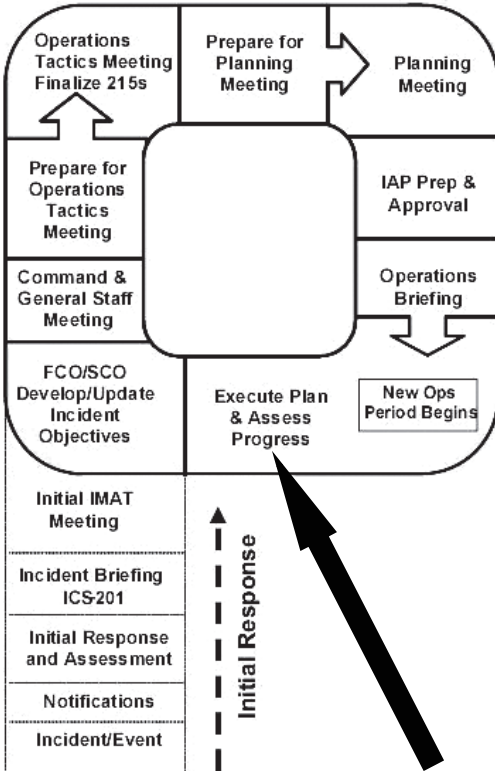 Operations
Tactics Meeting
Finalize 215s
Prepare for
Planning
Meeting
Planning
Meeting
Prepare for
Operations
Tactics
Meeting
IAP Prep &
Approval
Command &
General Staff
Meeting
Operations
Briefing
FCO/SCO
Develop/Update
Incident
Objectives
Execute Plan
& Assess
Progress
New Ops
Period Begins
Initial IMAT
Meeting
Incident Briefing
ICS-201
Initial Response
and Assessment
Notifications
Incident/Event
Initial Response